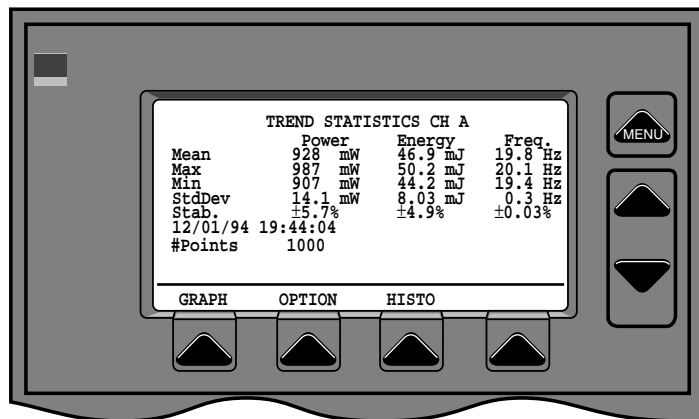 TREND STATISTICS CH A
Power Energy Freq.
Mean 928 mW 46.9 mJ 19.8 Hz
Max 987 mW 50.2 mJ 20.1 Hz
Min 907 mW 44.2 mJ 19.4 Hz
StdDev 14.1 mW 8.03 mJ 0.3 Hz
Stab. ±5.7% ±4.9% ±0.03%
12/01/94 19:44:04
#Points 1000
GRAPH OPTION HISTO
MENU